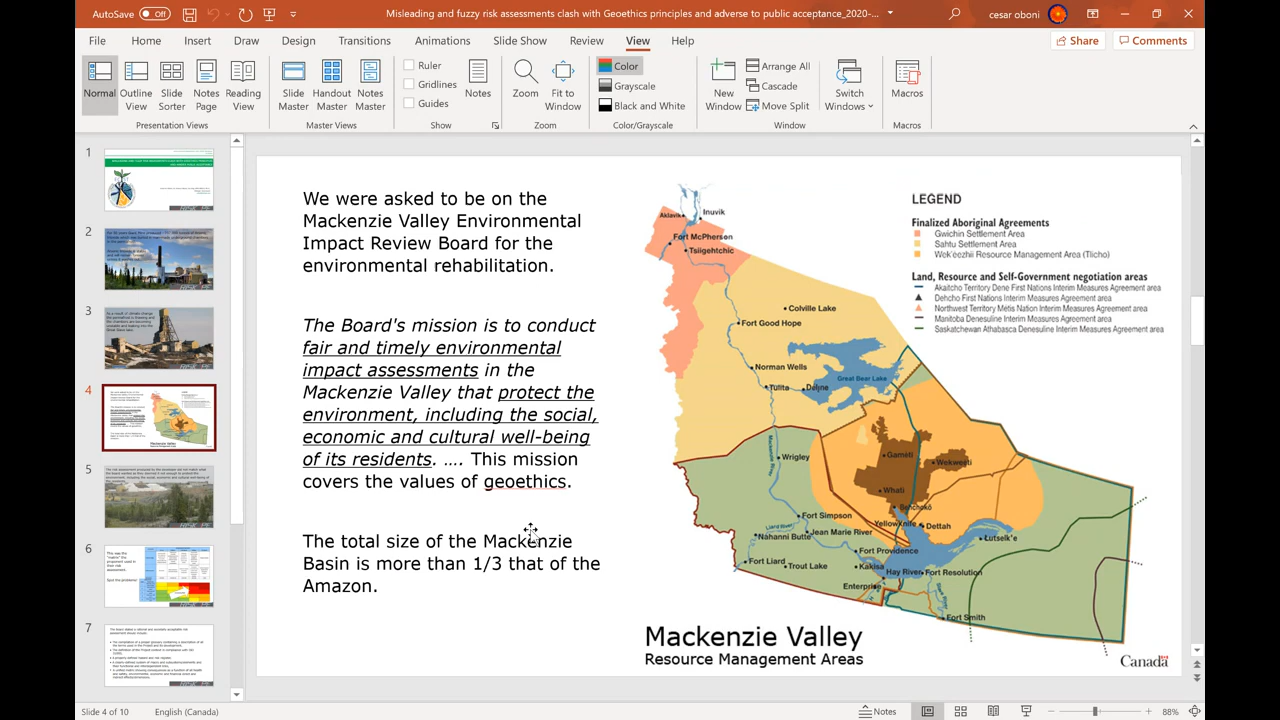 AutoSave Off
Misleading and fuzzy risk assessments clash with Geoethics principles and adverse to public acceptance_2020-...
cesar oboni
File Home Insert Draw Design Transitions Animations Slide Show Review View Help
Share Comments
Normal
Outline View
Slide Sorter
Notes Page
Reading View
Presentation Views
Slide Master
Handout Master
Notes Master
Master Views
Ruler
Gridlines
Guides
Show
Notes
Zoom
Fit to Window
Zoom
Color
Grayscale
Black and White
Color/Grayscale
New Window
Arrange All
Cascade
Move Split
Switch Windows
Window
Macros
Macros
1
2
3
4
5
6
7
We were asked to be on the
Mackenzie Valley Environmental
Impact Review Board for the
environmental rehabilitation.
The Board's mission is to conduct
fair and timely environmental
impact assessments in the
Mackenzie Valley that protect the
environment, including the social,
economic and cultural well-being
of its residents..... This mission
covers the values of geoethics.
The total size of the Mackenzie
Basin is more than 1/3 that of the
Amazon.
LEGEND
Finalized Aboriginal Agreements
Gwichin Settlement Area
Sahtu Settlement Area
Wek'eezhii Resource Management Area (Tlicho)
Land, Resource and Self-Government negotiation areas
Akaitcho Territory Dene First Nations Interim Measures Agreement area
Dehcho First Nations Interim Measures Agreement area
Northwest Territory Métis Nation Interim Measures Agreement area
Manitoba Denesuline Interim Measures Agreement area
Saskatchewan Athabasca Denesuline Interim Measures Agreement area
Aklavik
Inuvik
Fort McPherson
Tsiigehtchic
Colville Lake
Fort Good Hope
Norman Wells
Great Bear Lake
Tulita
Deline
Mackenzie River
Wrigley
Gameti
Wekweeti
Whati
Behchokö
Fort Simpson
Yellowknife
Dettah
Liard River
Jean Marie River
Nahanni Butte
Lutselk'e
Fort Providence
Fort Liard
Trout Lake
Kakisa
Hay River
Fort Resolution
Enterprise
Fort Smith
Mackenzie Valley
Resource Management Areas
Canada
Slide 4 of 10
English (Canada)
Notes
88%